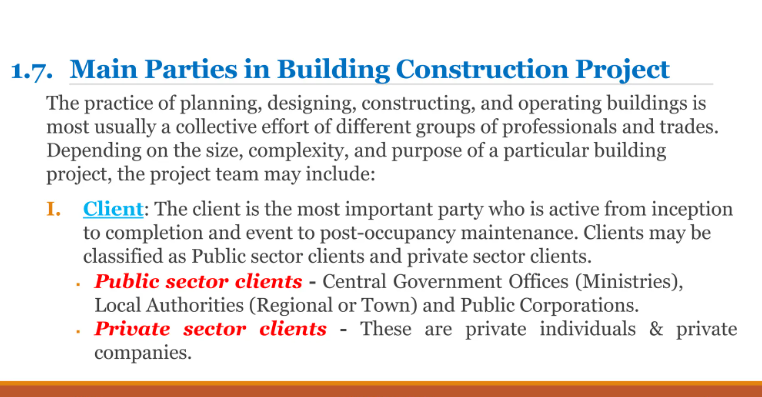 1.7. Main Parties in Building Construction Project
The practice of planning, designing, constructing, and operating buildings is
most usually a collective effort of different groups of professionals and trades.
Depending on the size, complexity, and purpose of a particular building
project, the project team may include:
I. Client: The client is the most important party who is active from inception
to completion and event to post-occupancy maintenance. Clients may be
classified as Public sector clients and private sector clients.
• Public sector clients - Central Government Offices (Ministries),
Local Authorities (Regional or Town) and Public Corporations.
• Private sector clients - These are private individuals & private
companies.